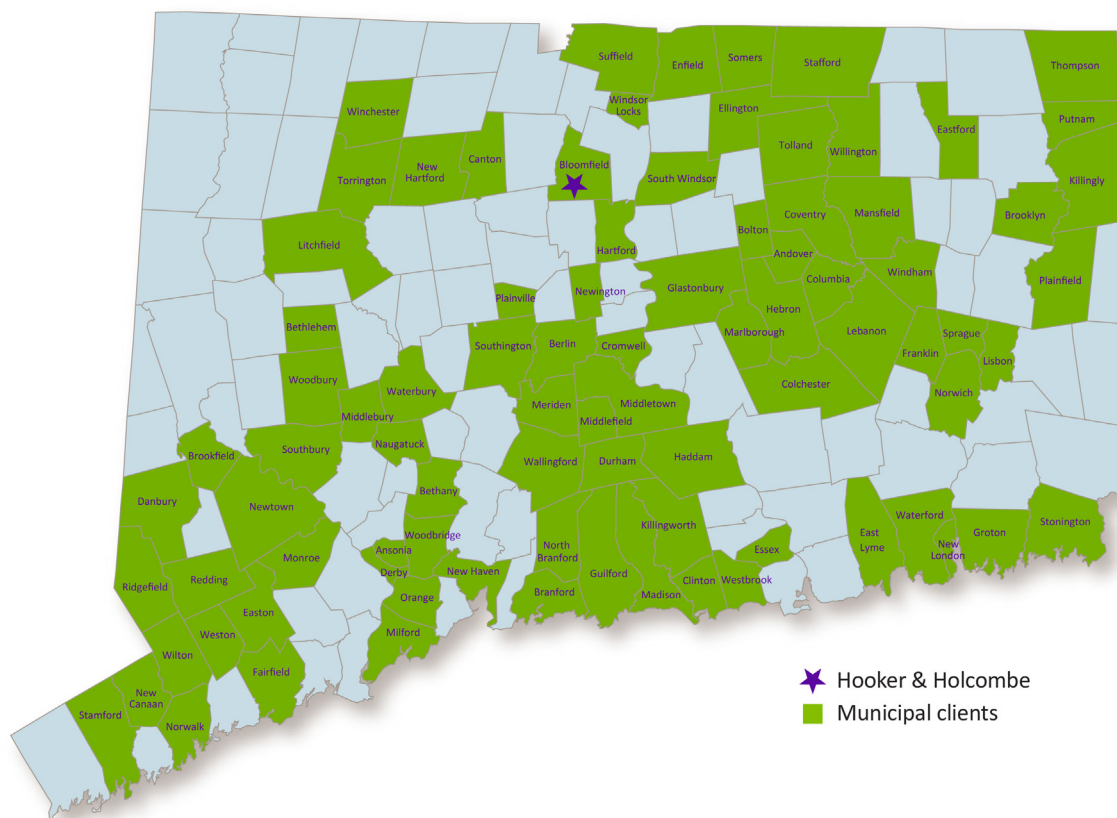 Suffield
Enfield
Somers
Stafford
Thompson
Winchester
Windsor
Locks
Ellington
Putnam
Eastford
Tolland
Willington
Canton
Bloomfield
New
Hartford
Torrington
South Windsor
Killingly
Brooklyn
Coventry
Mansfield
Bolton
Litchfield
Hartford
Andover
Windham
Columbia
Plainfield
Glastonbury
Newington
Plainville
Hebron
Bethlehem
Marlborough
Lebanon
Sprague
Franklin
Lisbon
Southington
Berlin
Cromwell
Woodbury
Colchester
Norwich
Waterbury
Meriden
Middletown
Middlebury
Middlefield
Naugatuck
Southbury
Brookfield
Wallingford
Durham
Haddam
Bethany
Danbury
Newtown
Killingworth
Stonington
Waterford
East
Lyme
New
London
Groton
Woodbridge
North
Branford
Essex
Ansonia
Monroe
Derby
New Haven
Guilford
Clinton
Westbrook
Ridgefield
Redding
Branford
Madison
Orange
Easton
Milford
Weston
Wilton
Fairfield
New
Canaan
Stamford
Norwalk
Hooker & Holcombe
Municipal clients